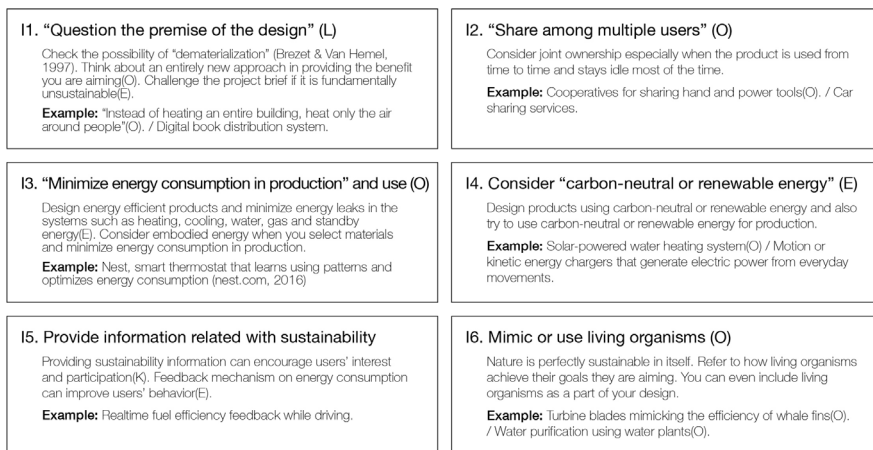 I1. “Question the premise of the design” (L)
Check the possibility of “dematerialization” (Brezet & Van Hemel,
1997). Think about an entirely new approach in providing the benefit
you are aiming(O). Challenge the project brief if it is fundamentally
unsustainable(E).
Example: “Instead of heating an entire building, heat only the air
around people”(O). / Digital book distribution system.
I2. “Share among multiple users” (O)
Consider joint ownership especially when the product is used from
time to time and stays idle most of the time.
Example: Cooperatives for sharing hand and power tools(O). / Car
sharing services.
I3. “Minimize energy consumption in production” and use (O)
Design energy efficient products and minimize energy leaks in the
systems such as heating, cooling, water, gas and standby
energy(E). Consider embodied energy when you select materials
and minimize energy consumption in production.
Example: Nest, smart thermostat that learns using patterns and
optimizes energy consumption (nest.com, 2016)
I4. Consider “carbon-neutral or renewable energy” (E)
Design products using carbon-neutral or renewable energy and also
try to use carbon-neutral or renewable energy for production.
Example: Solar-powered water heating system(O) / Motion or
kinetic energy chargers that generate electric power from everyday
movements.
I5. Provide information related with sustainability
Providing sustainability information can encourage users’ interest
and participation(K). Feedback mechanism on energy consumption
can improve users’ behavior(E).
Example: Realtime fuel efficiency feedback while driving.
I6. Mimic or use living organisms (O)
Nature is perfectly sustainable in itself. Refer to how living organisms
achieve their goals they are aiming. You can even include living
organisms as a part of your design.
Example: Turbine blades mimicking the efficiency of whale fins(O).
/ Water purification using water plants(O).